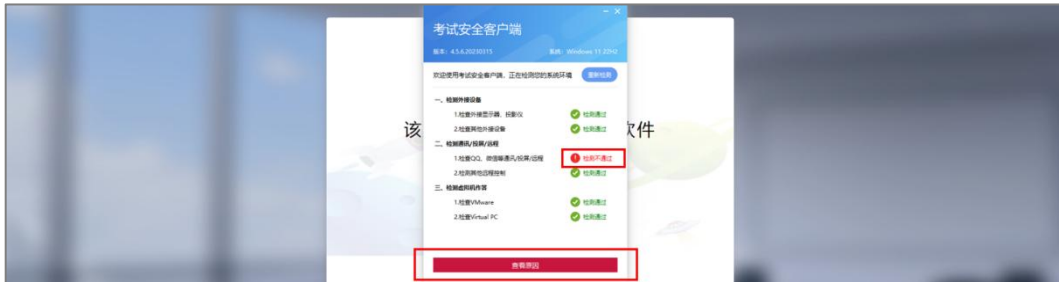 考试安全客户端
版本：4.5.6.20230315 系统：Windows 11 22H2
欢迎使用考试安全客户端，正在检测您的系统环境 重新检测
一、检测外接设备
1.检查外接显示器、投影仪 检测通过
2.检查其他外接设备 检测通过
该 欠件
二、检测通讯/投屏/远程
1.检查QQ、微信等通讯/投屏/远程 检测不通过
2.检测其他远程控制 检测通过
三、检测虚拟机作答
1.检查VMware 检测通过
2.检查Virtual PC 检测通过
查看原因